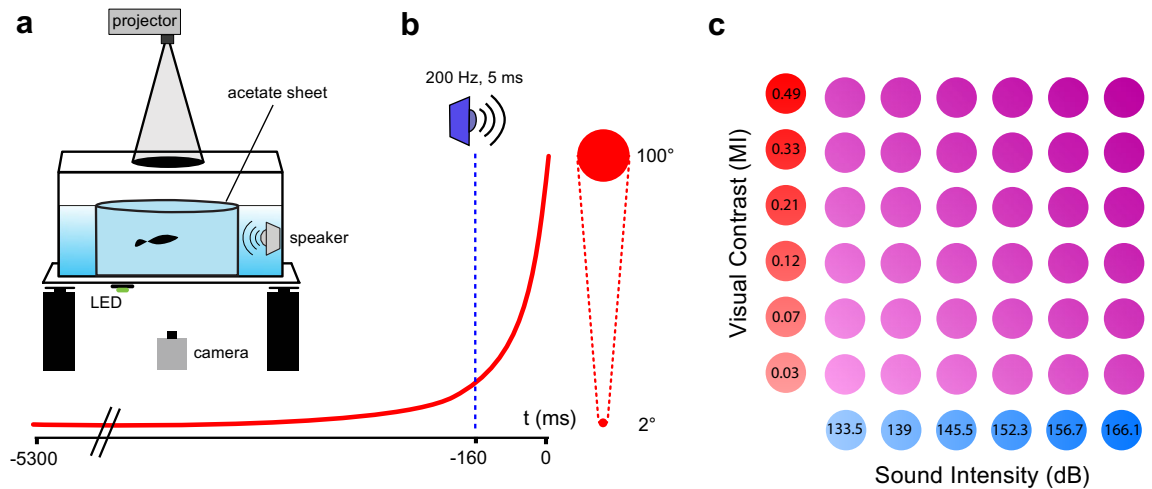 a
projector
acetate sheet
speaker
LED
camera
b
200 Hz, 5 ms
100°
2°
t (ms)
-5300
-160
0
c
Visual Contrast (MI)
0.49
0.33
0.21
0.12
0.07
0.03
133.5 139 145.5 152.3 156.7 166.1
Sound Intensity (dB)